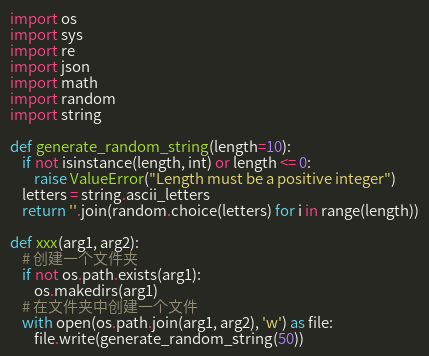 import os
import sys
import re
import json
import math
import random
import string

def generate_random_string(length=10):
    if not isinstance(length, int) or length <= 0:
        raise ValueError("Length must be a positive integer")
    letters = string.ascii_letters
    return ''.join(random.choice(letters) for i in range(length))

def xxx(arg1, arg2):
    # 创建一个文件夹
    if not os.path.exists(arg1):
        os.makedirs(arg1)
    # 在文件夹中创建一个文件
    with open(os.path.join(arg1, arg2), 'w') as file:
        file.write(generate_random_string(50))